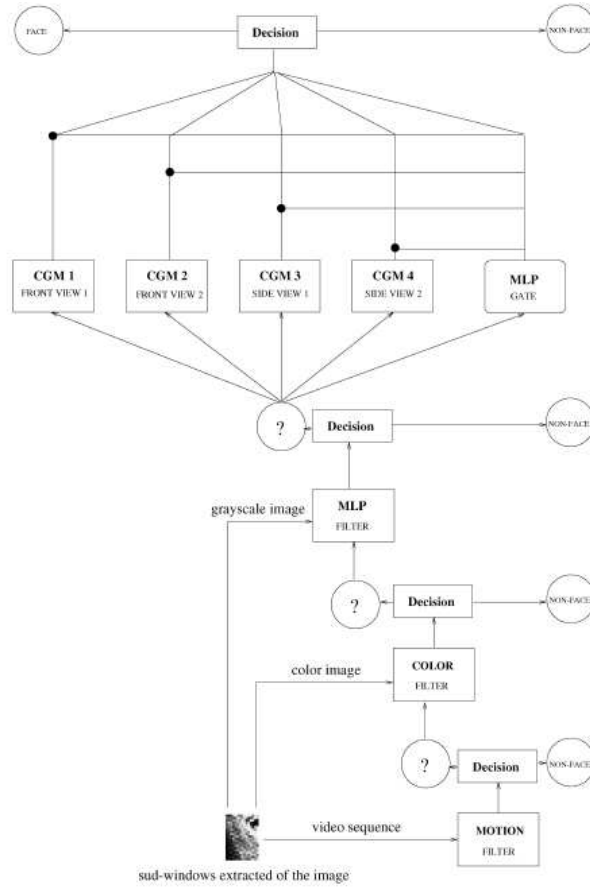 FACE
Decision
NON-FACE
CGM 1
FRONT VIEW 1
CGM 2
FRONT VIEW 2
CGM 3
SIDE VIEW 1
CGM 4
SIDE VIEW 2
MLP
GATE
?
Decision
NON-FACE
grayscale image
MLP
FILTER
?
Decision
NON-FACE
color image
COLOR
FILTER
?
Decision
NON-FACE
video sequence
MOTION
FILTER
sud-windows extracted of the image